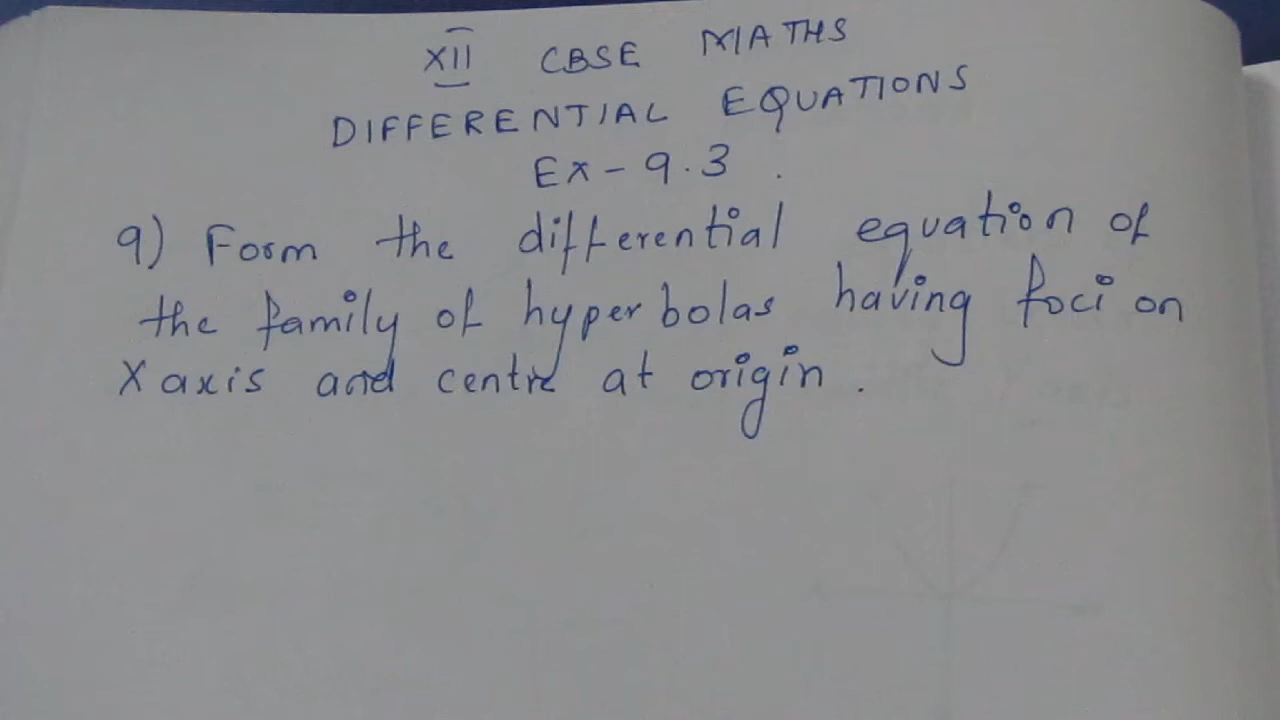 XII CBSE MATHS
DIFFERENTIAL EQUATIONS
Ex - 9.3.
9) Form the differential equation of
the family of hyperbolas having foci on
X axis and centre at origin.